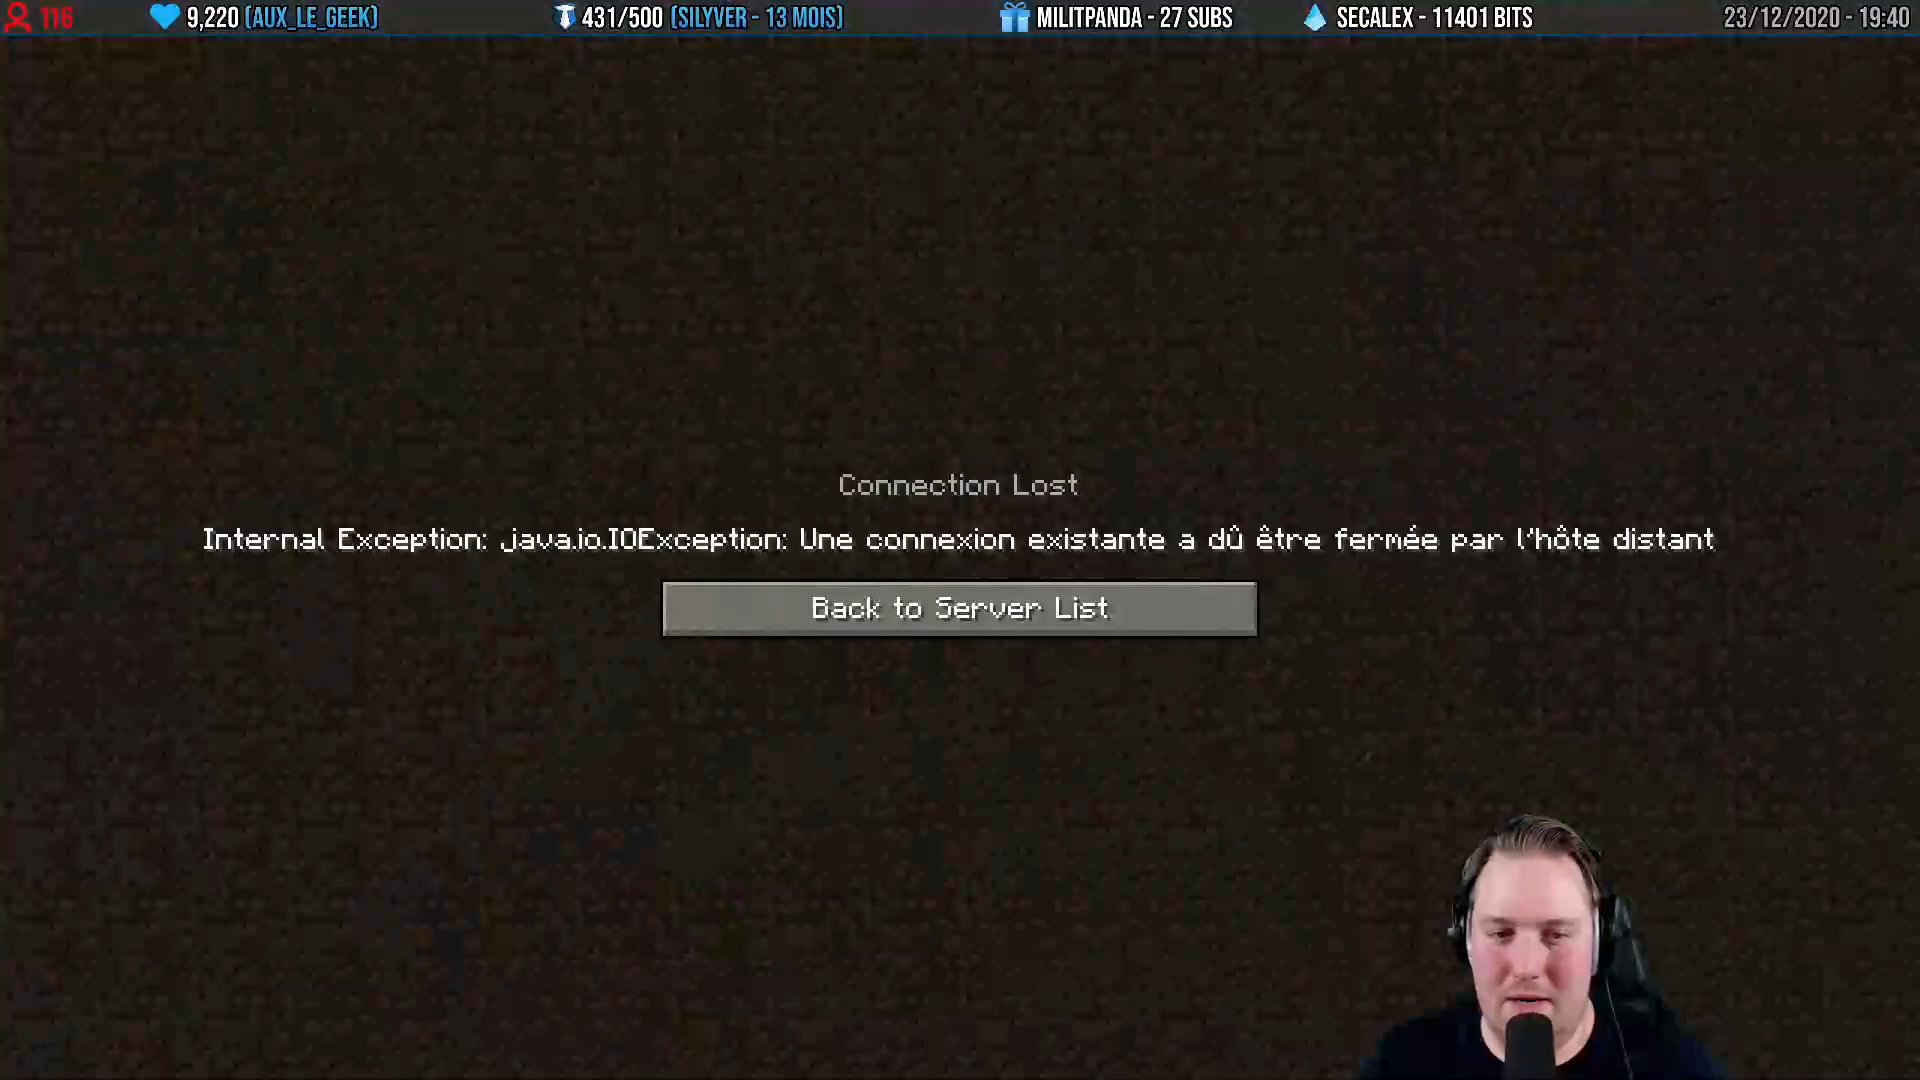 116 9,220 (AUX_LE_GEEK) 431/500 (SILYVER - 13 MOIS) MILITPANDA - 27 SUBS SECALEX - 11401 BITS 23/12/2020 - 19:40
Connection Lost
Internal Exception: java.io.IOException: Une connexion existante a dû être fermée par l'hôte distant
Back to Server List